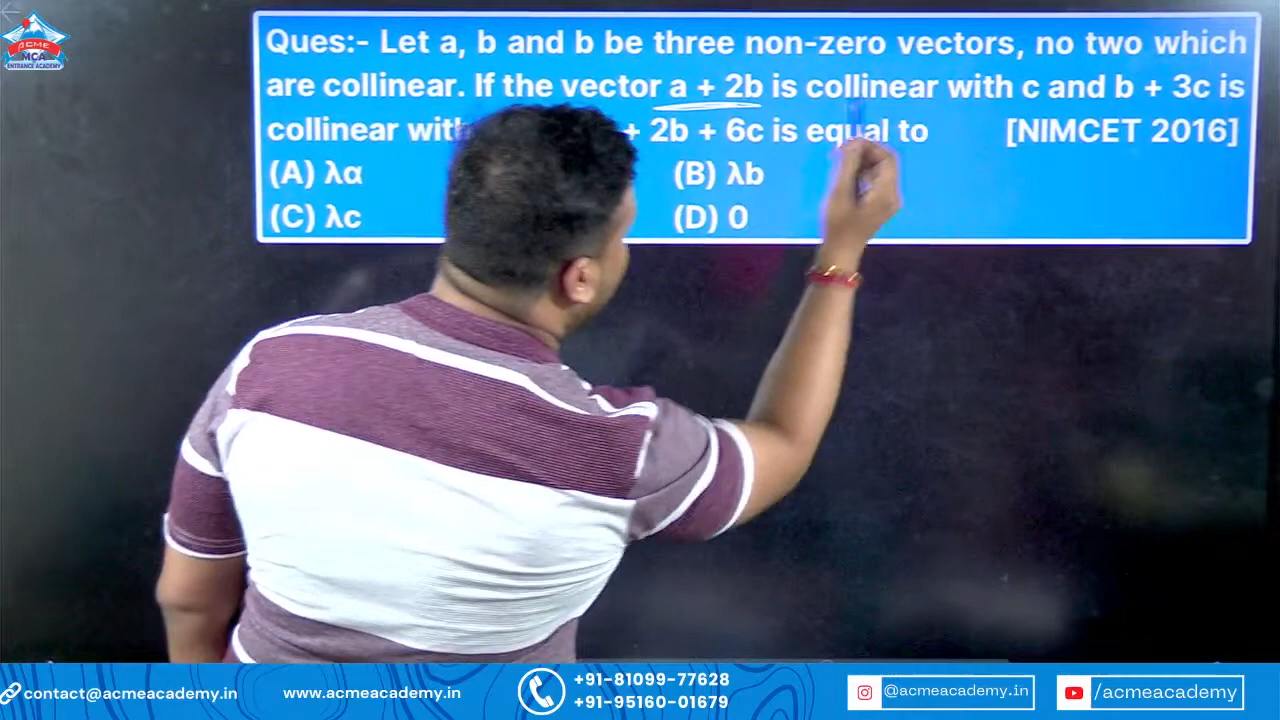 ACME
MCA
ENTRANCE ACADEMY
Ques:- Let a, b and b be three non-zero vectors, no two which
are collinear. If the vector a + 2b is collinear with c and b + 3c is
collinear with + 2b + 6c is equal to [NIMCET 2016]
(A) λα (B) λb
(C) λc (D) 0
contact@acmeacademy.in www.acmeacademy.in +91-81099-77628 @acmeacademy.in /acmeacademy
+91-95160-01679